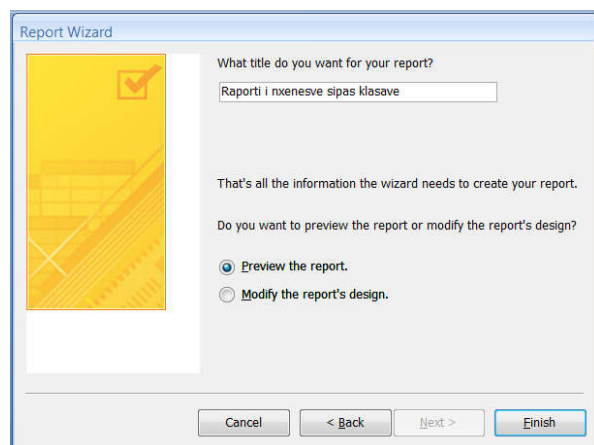 Report Wizard
What title do you want for your report?
Raporti i nxenesve sipas klasave
That's all the information the wizard needs to create your report.
Do you want to preview the report or modify the report's design?
Preview the report.
Modify the report's design.
Cancel
< Back
Next >
Finish